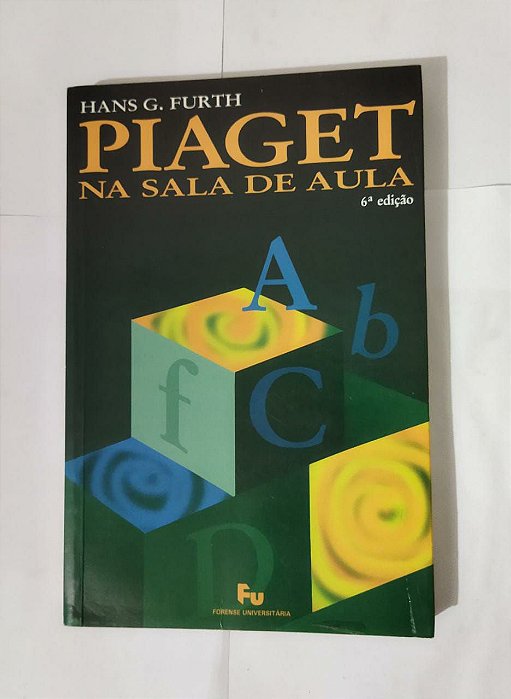 HANS G. FURTH
PIAGET
NA SALA DE AULA
6ª edição
A
b
f
C
D
Fu
FORENSE UNIVERSITÁRIA